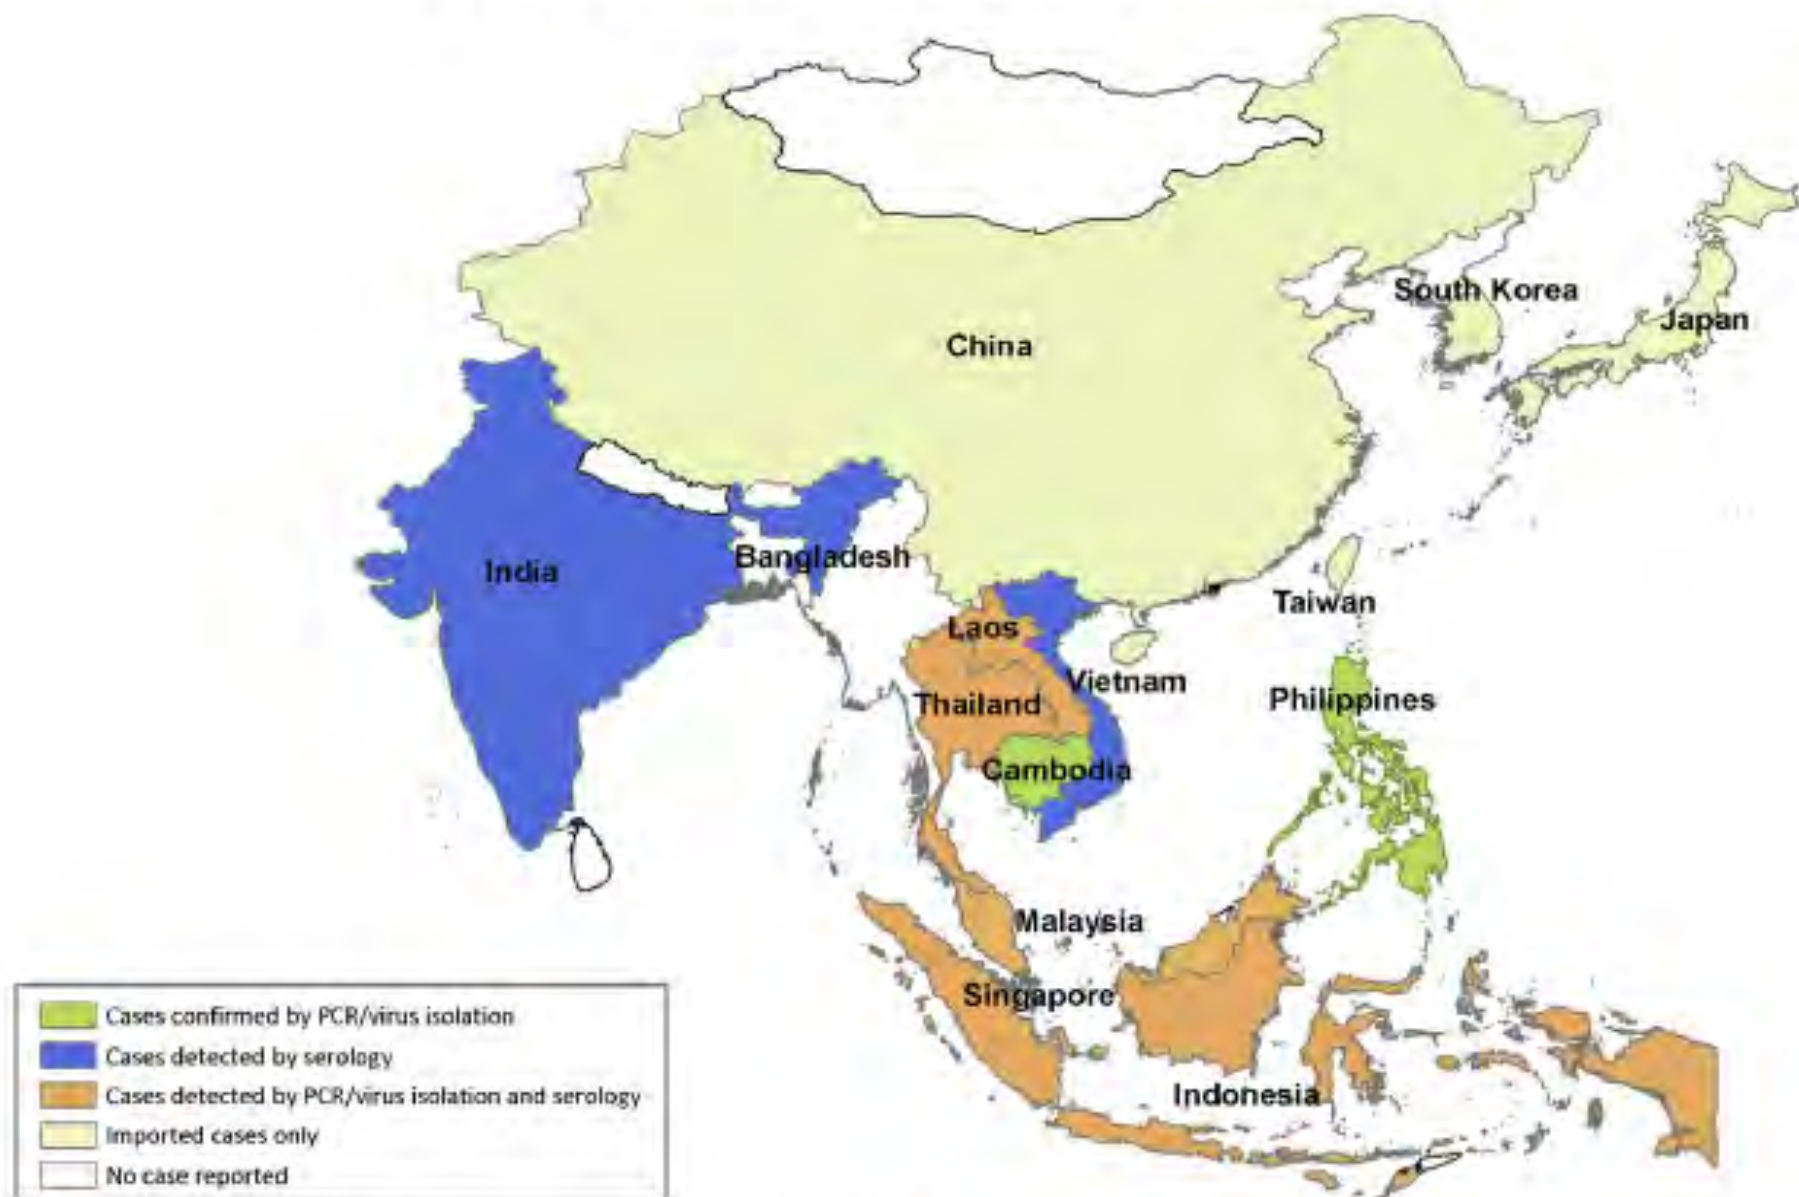 South Korea
Japan
China
India
Bangladesh
Taiwan
Laos
Vietnam
Thailand
Philippines
Cambodia
Malaysia
Singapore
Indonesia
Cases confirmed by PCR/virus isolation
Cases detected by serology
Cases detected by PCR/virus isolation and serology
Imported cases only
No case reported